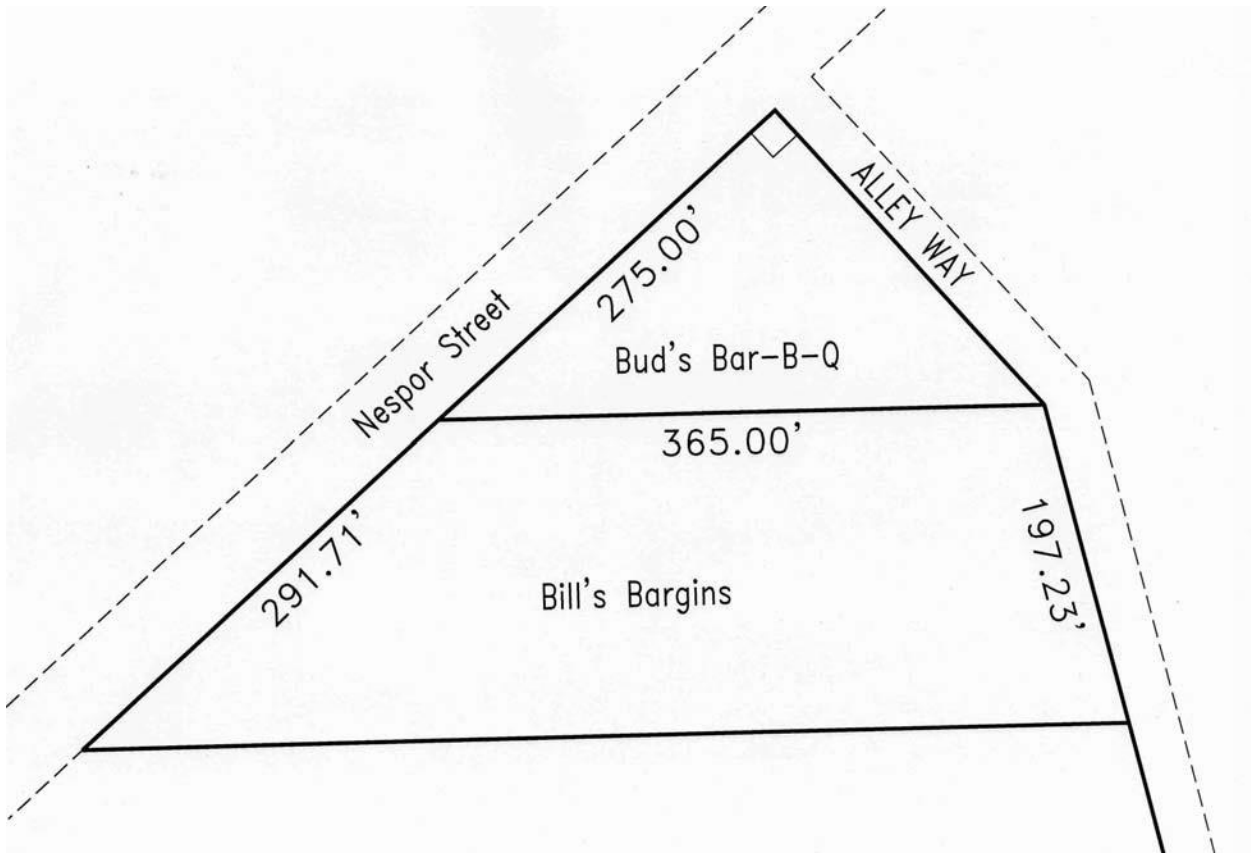 ALLEY WAY
275.00'
Nespor Street
Bud's Bar-B-Q
365.00'
291.71'
197.23'
Bill's Bargins